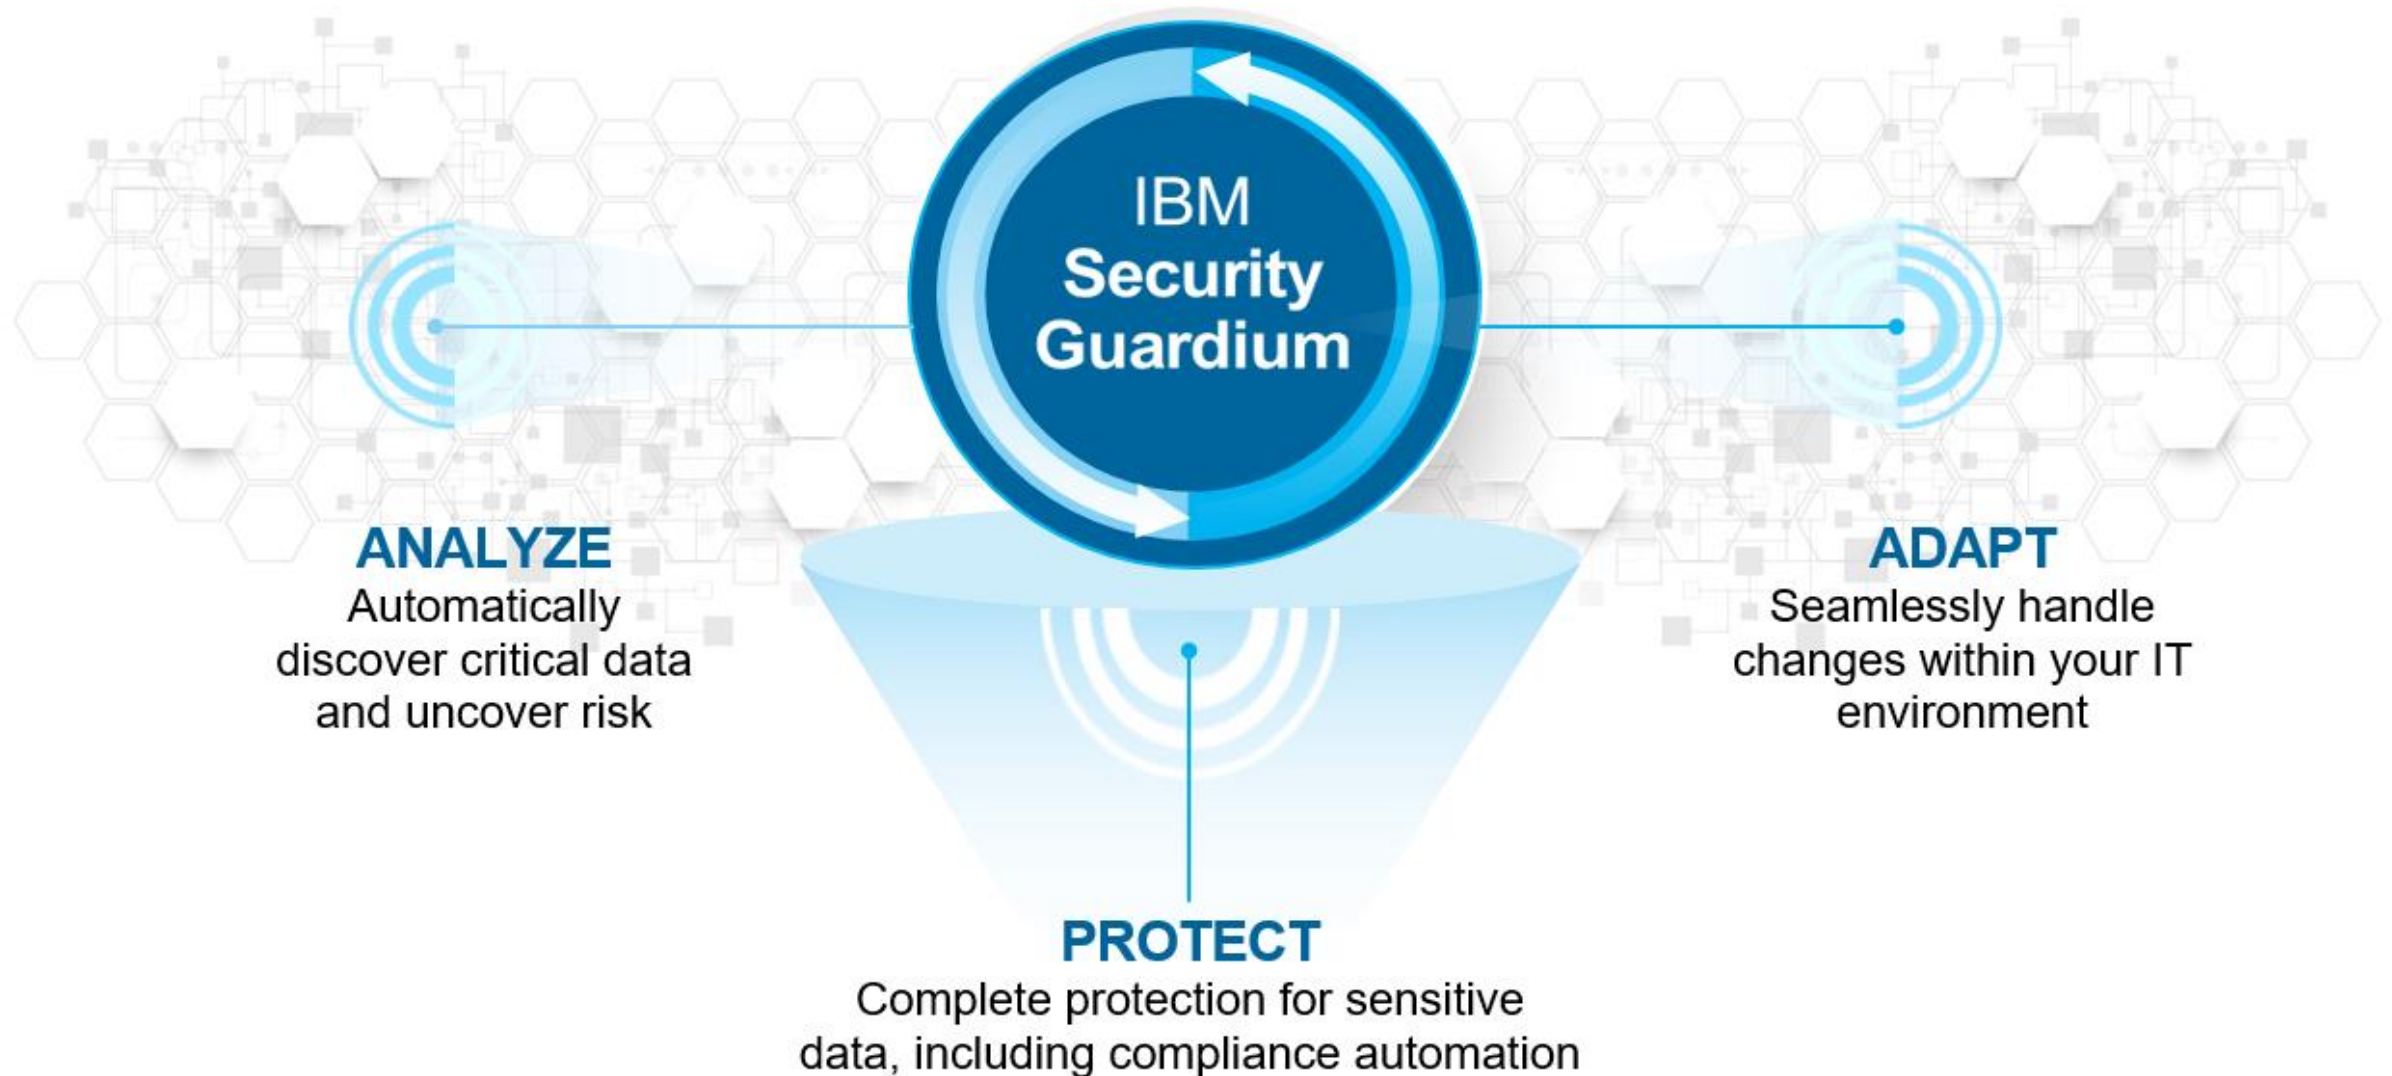 IBM
Security
Guardium
ANALYZE
Automatically
discover critical data
and uncover risk
ADAPT
Seamlessly handle
changes within your IT
environment
PROTECT
Complete protection for sensitive
data, including compliance automation